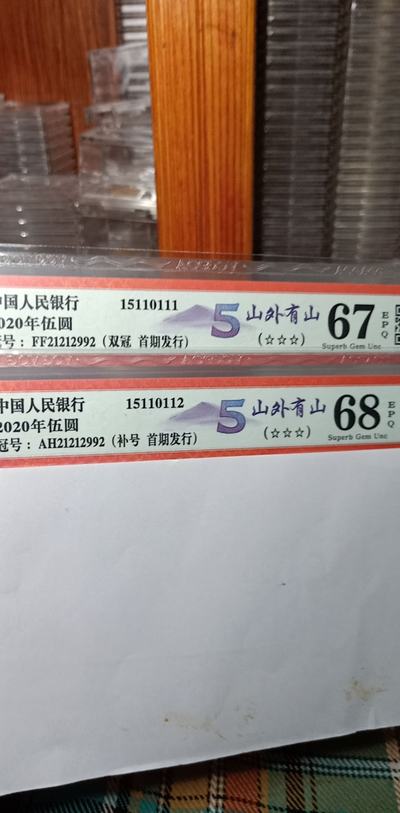 中国人民银行 15110111 5 山外有山 67 EPQ
2020年伍圆 (☆☆☆) Superb Gem Unc
号: FF21212992 (双冠 首期发行)
中国人民银行 15110112 5 山外有山 68 EPQ
2020年伍圆 (☆☆☆) Superb Gem Unc
冠号: AH21212992 (补号 首期发行)